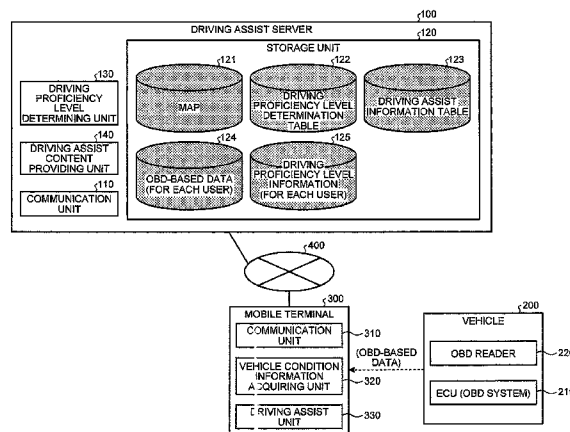 100
DRIVING ASSIST SERVER
120
STORAGE UNIT
130
DRIVING
PROFICIENCY
LEVEL
DETERMINING UNIT
140
DRIVING ASSIST
CONTENT
PROVIDING UNIT
110
COMMUNICATION
UNIT
121
MAP
122
DRIVING
PROFICIENCY LEVEL
DETERMINATION
TABLE
123
DRIVING ASSIST
INFORMATION TABLE
124
OBD-BASED DATA
(FOR EACH USER)
125
DRIVING
PROFICIENCY LEVEL
INFORMATION
(FOR EACH USER)
400
300
MOBILE TERMINAL
COMMUNICATION
UNIT
310
VEHICLE CONDITION
INFORMATION
ACQUIRING UNIT
320
DRIVING ASSIST
UNIT
330
(OBD-BASED
DATA)
200
VEHICLE
OBD READER
220
ECU (OBD SYSTEM)